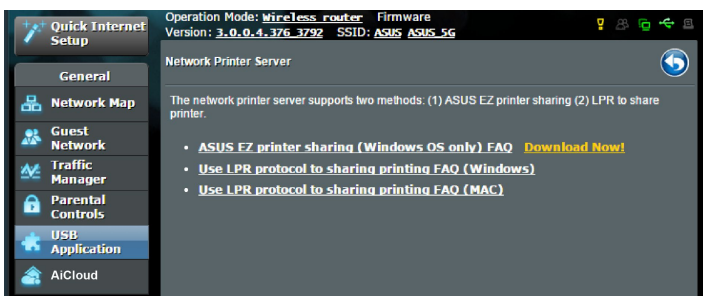 Quick Internet
Setup
General
Network Map
Guest
Network
Traffic
Manager
Parental
Controls
USB
Application
AiCloud
Operation Mode: Wireless router Firmware
Version: 3.0.0.4.376_3792 SSID: ASUS ASUS_5G
Network Printer Server
The network printer server supports two methods: (1) ASUS EZ printer sharing (2) LPR to share
printer.
• ASUS EZ printer sharing (Windows OS only) FAQ Download Now!
• Use LPR protocol to sharing printing FAQ (Windows)
• Use LPR protocol to sharing printing FAQ (MAC)